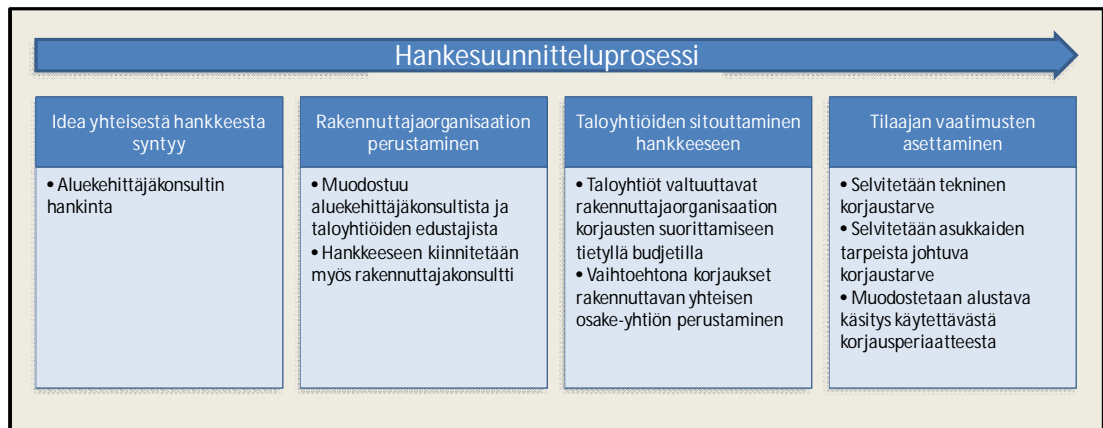 Hankesuunnitteluprosessi
Idea yhteisestä hankkeesta
syntyy
• Aluekehittäjäkonsultin
hankinta
Rakennuttajaorganisaation
perustaminen
• Muodostuu
aluekehittäjäkonsultista ja
taloyhtiöiden edustajista
• Hankkeeseen kiinnitetään
myös rakennuttajakonsultti
Taloyhtiöiden sitouttaminen
hankkeeseen
• Taloyhtiöt valtuuttavat
rakennuttajaorganisaation
korjausten suorittamiseen
tietyllä budjetilla
• Vaihtoehtona korjaukset
rakennuttavan yhteisen
osake-yhtiön perustaminen
Tilaajan vaatimusten
asettaminen
• Selvitetään tekninen
korjaustarve
• Selvitetään asukkaiden
tarpeista johtuva
korjaustarve
• Muodostetaan alustava
käsitys käytettävästä
korjausperiaatteesta